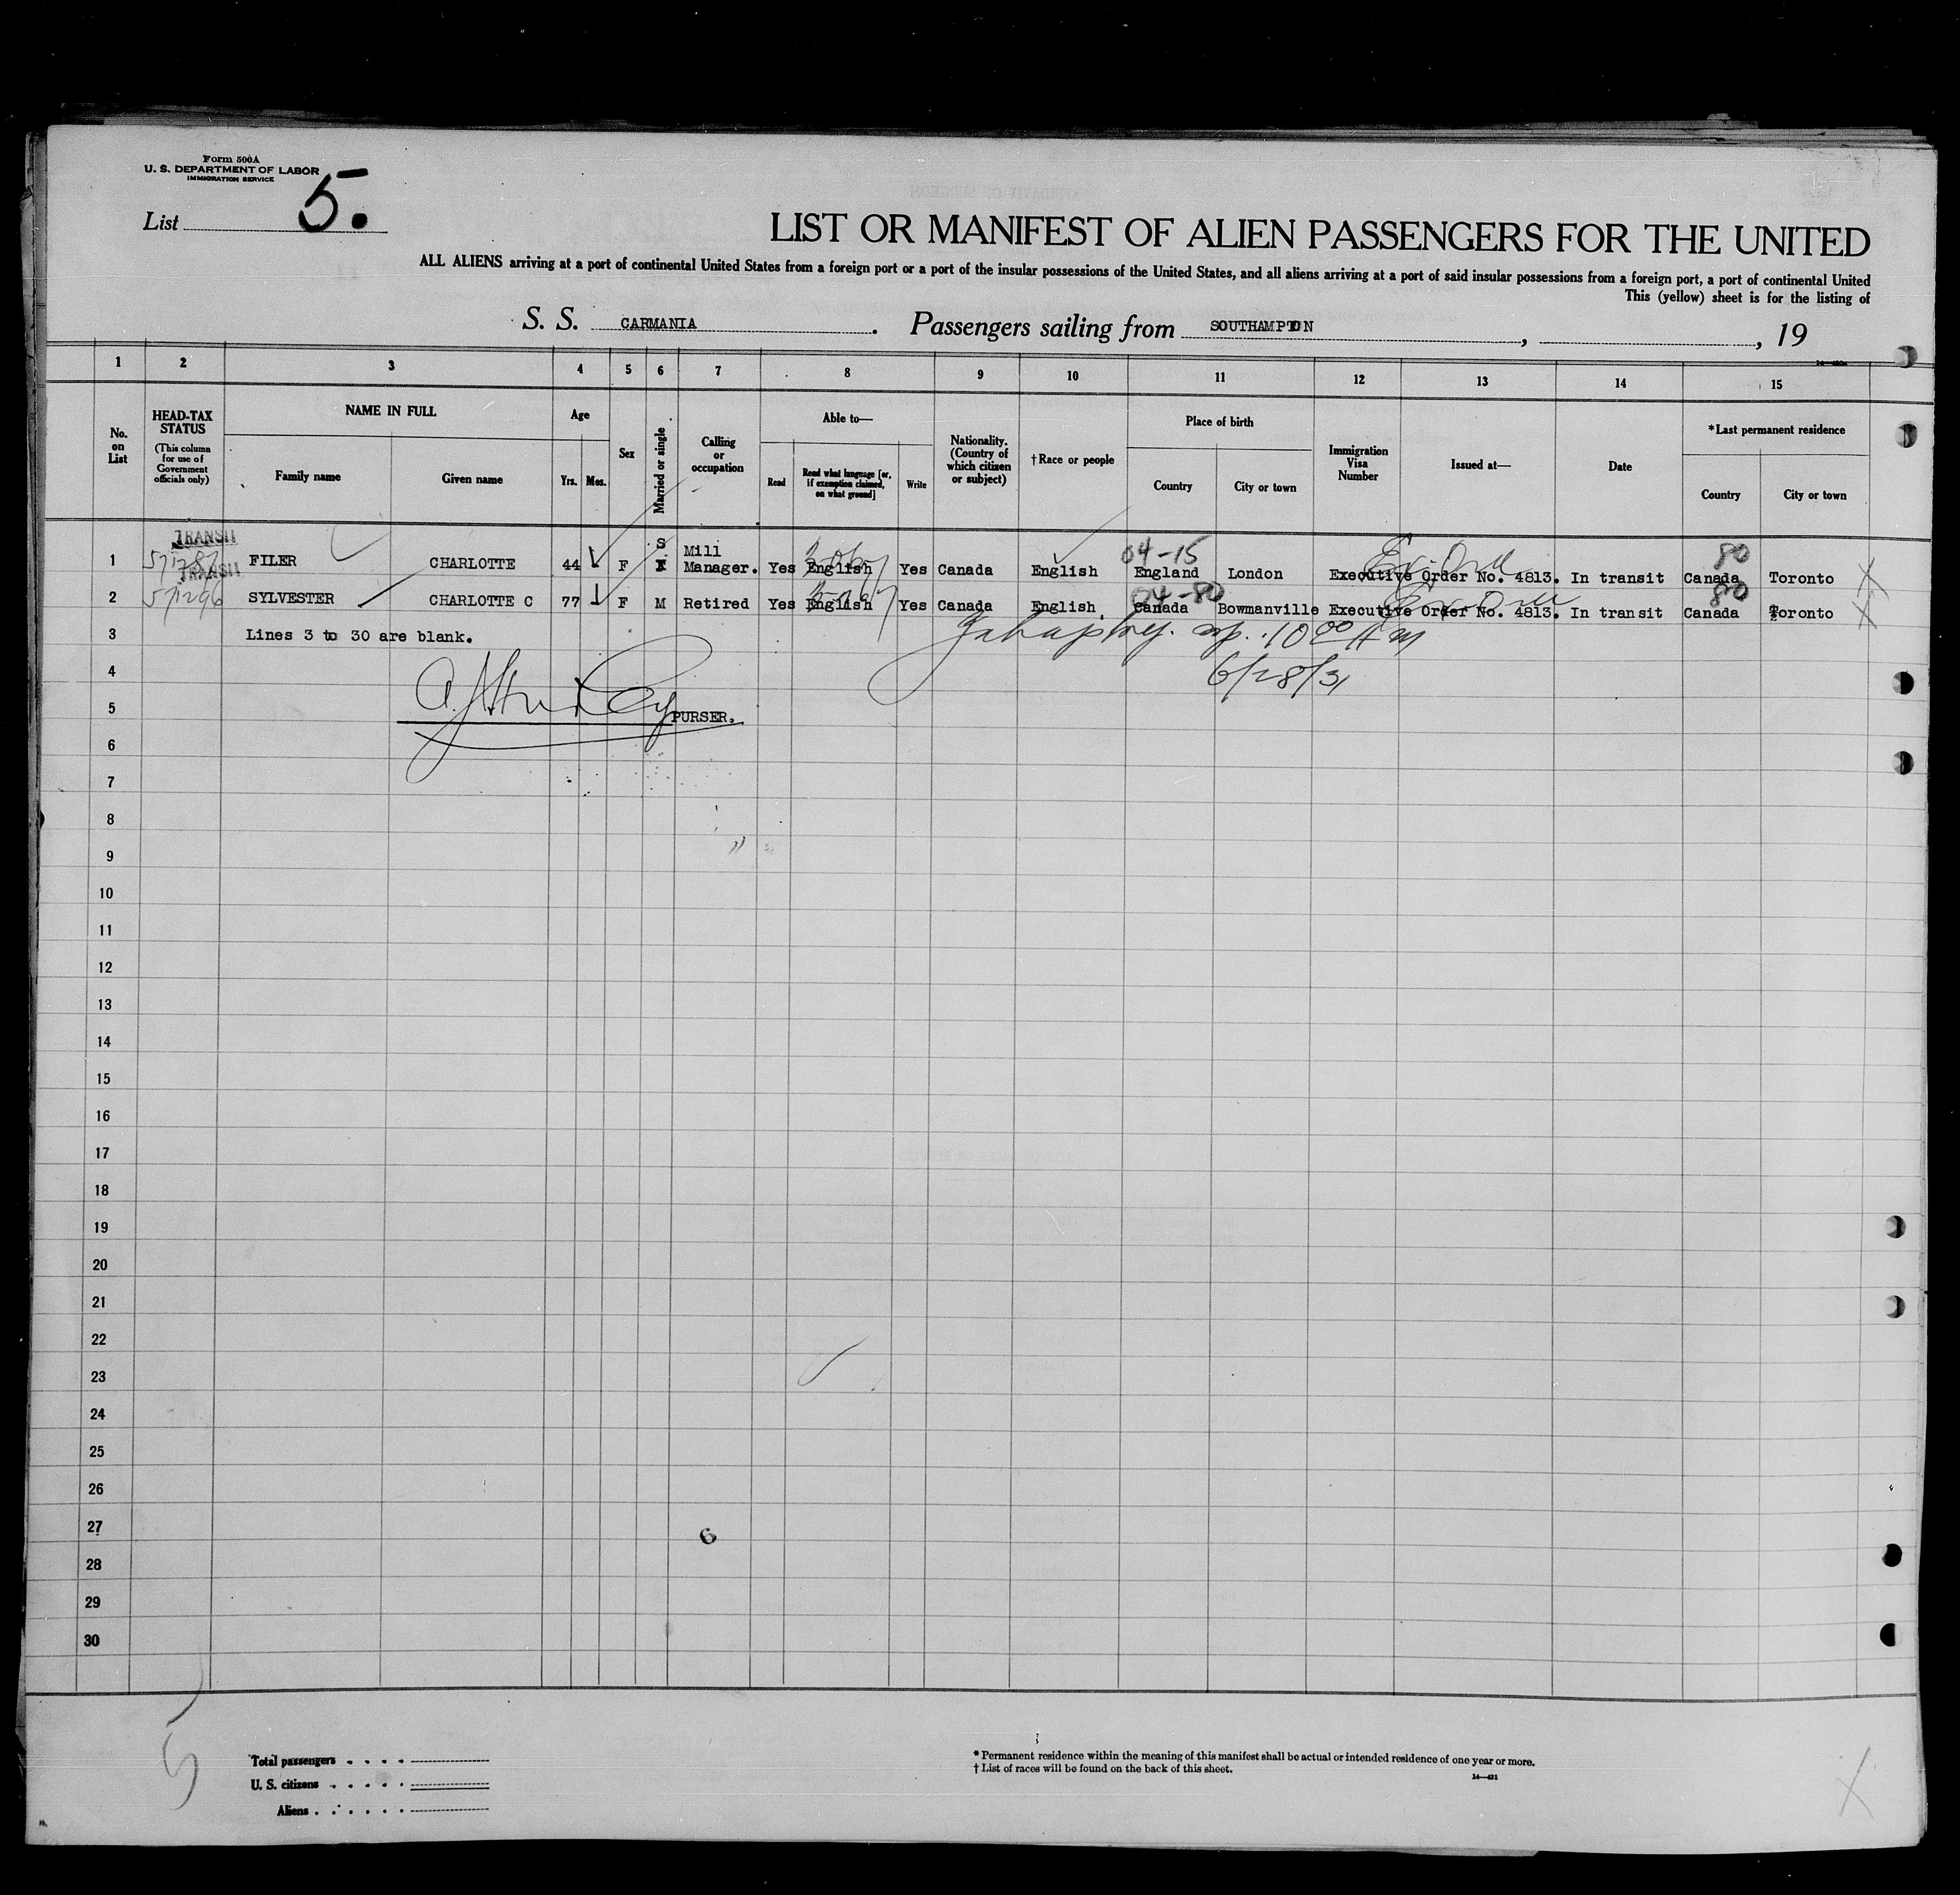 Form 500A
U. S. DEPARTMENT OF LABOR
IMMIGRATION SERVICE
List 5.
LIST OR MANIFEST OF ALIEN PASSENGERS FOR THE UNITED
ALL ALIENS arriving at a port of continental United States from a foreign port or a port of the insular possessions of the United States, and all aliens arriving at a port of said insular possessions from a foreign port, a port of continental United
This (yellow) sheet is for the listing of
S. S. CARMANIA. Passengers sailing from SOUTHAMPTON, , 19
1 2 3 4 5 6 7 8 9 10 11 12 13 14 15
No. on List
HEAD-TAX STATUS
(This column for use of Government officials only)
NAME IN FULL
Family name
Given name
Age
Yrs. Mos.
Sex
Married or single
Calling or occupation
Able to—
Read
Read what language [or, if exemption claimed, on what ground]
Write
Nationality. (Country of which citizen or subject)
†Race or people
Place of birth
Country
City or town
Immigration Visa Number
Issued at—
Date
*Last permanent residence
Country
City or town
TRANSIT
04-15
80
1 FILER CHARLOTTE 44 F S Mill Manager. Yes English Yes Canada English England London Executive Order No. 4813. In transit Canada Toronto
TRANSIT
04-80
80
2 571296 SYLVESTER CHARLOTTE C 77 F M Retired Yes English Yes Canada English Canada Bowmanville Executive Order No. 4813. In transit Canada Toronto
3 Lines 3 to 30 are blank.
4 6/28/31
5 PURSER.
6
7
8
9
10
11
12
13
14
15
16
17
18
19
20
21
22
23
24
25
26
27
28
29
30
Total passengers . . . .
U. S. citizens . . . . .
Aliens . . . . . .
* Permanent residence within the meaning of this manifest shall be actual or intended residence of one year or more.
† List of races will be found on the back of this sheet.